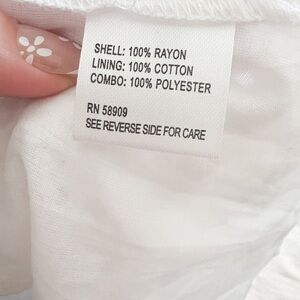 SHELL: 100% RAYON
LINING: 100% COTTON
COMBO: 100% POLYESTER
RN 58909
SEE REVERSE SIDE FOR CARE